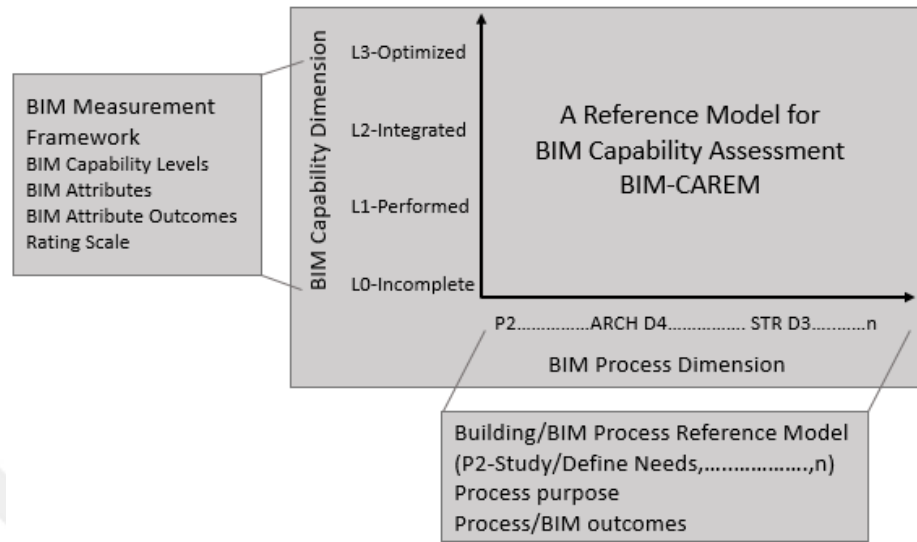 BIM Measurement
Framework
BIM Capability Levels
BIM Attributes
BIM Attribute Outcomes
Rating Scale
BIM Capability Dimension
L3-Optimized
L2-Integrated
L1-Performed
L0-Incomplete
A Reference Model for
BIM Capability Assessment
BIM-CAREM
P2..............ARCH D4.............. STR D3..........n
BIM Process Dimension
Building/BIM Process Reference Model
(P2-Study/Define Needs,...................,n)
Process purpose
Process/BIM outcomes